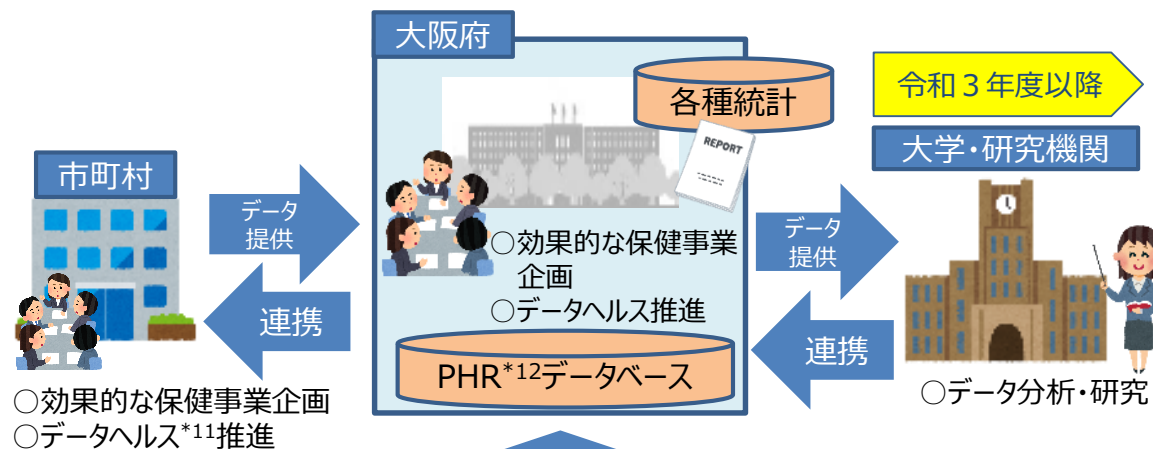 大阪府
各種統計
REPORT
令和３年度以降
大学・研究機関
市町村
データ
提供
連携
○効果的な保健事業
企画
○データヘルス推進
PHR*12データベース
データ
提供
連携
○効果的な保健事業企画
○データヘルス*11推進
○データ分析・研究